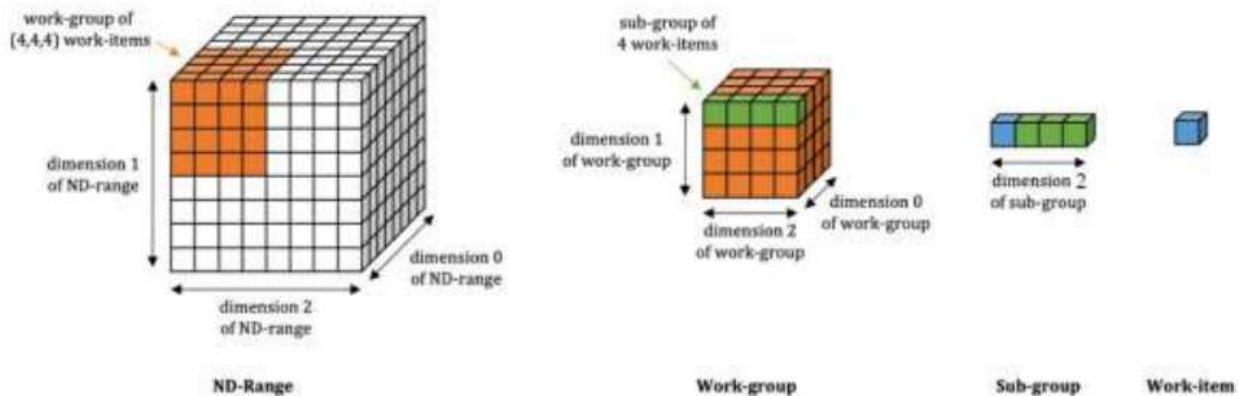 work-group of
{4,4,4} work-items
dimension 1
of ND-range
dimension 0
of ND-range
dimension 2
of ND-range
ND-Range
sub-group of
4 work-items
dimension 1
of work-group
dimension 0
of work-group
dimension 2
of work-group
Work-group
dimension 2
of sub-group
Sub-group
Work-item